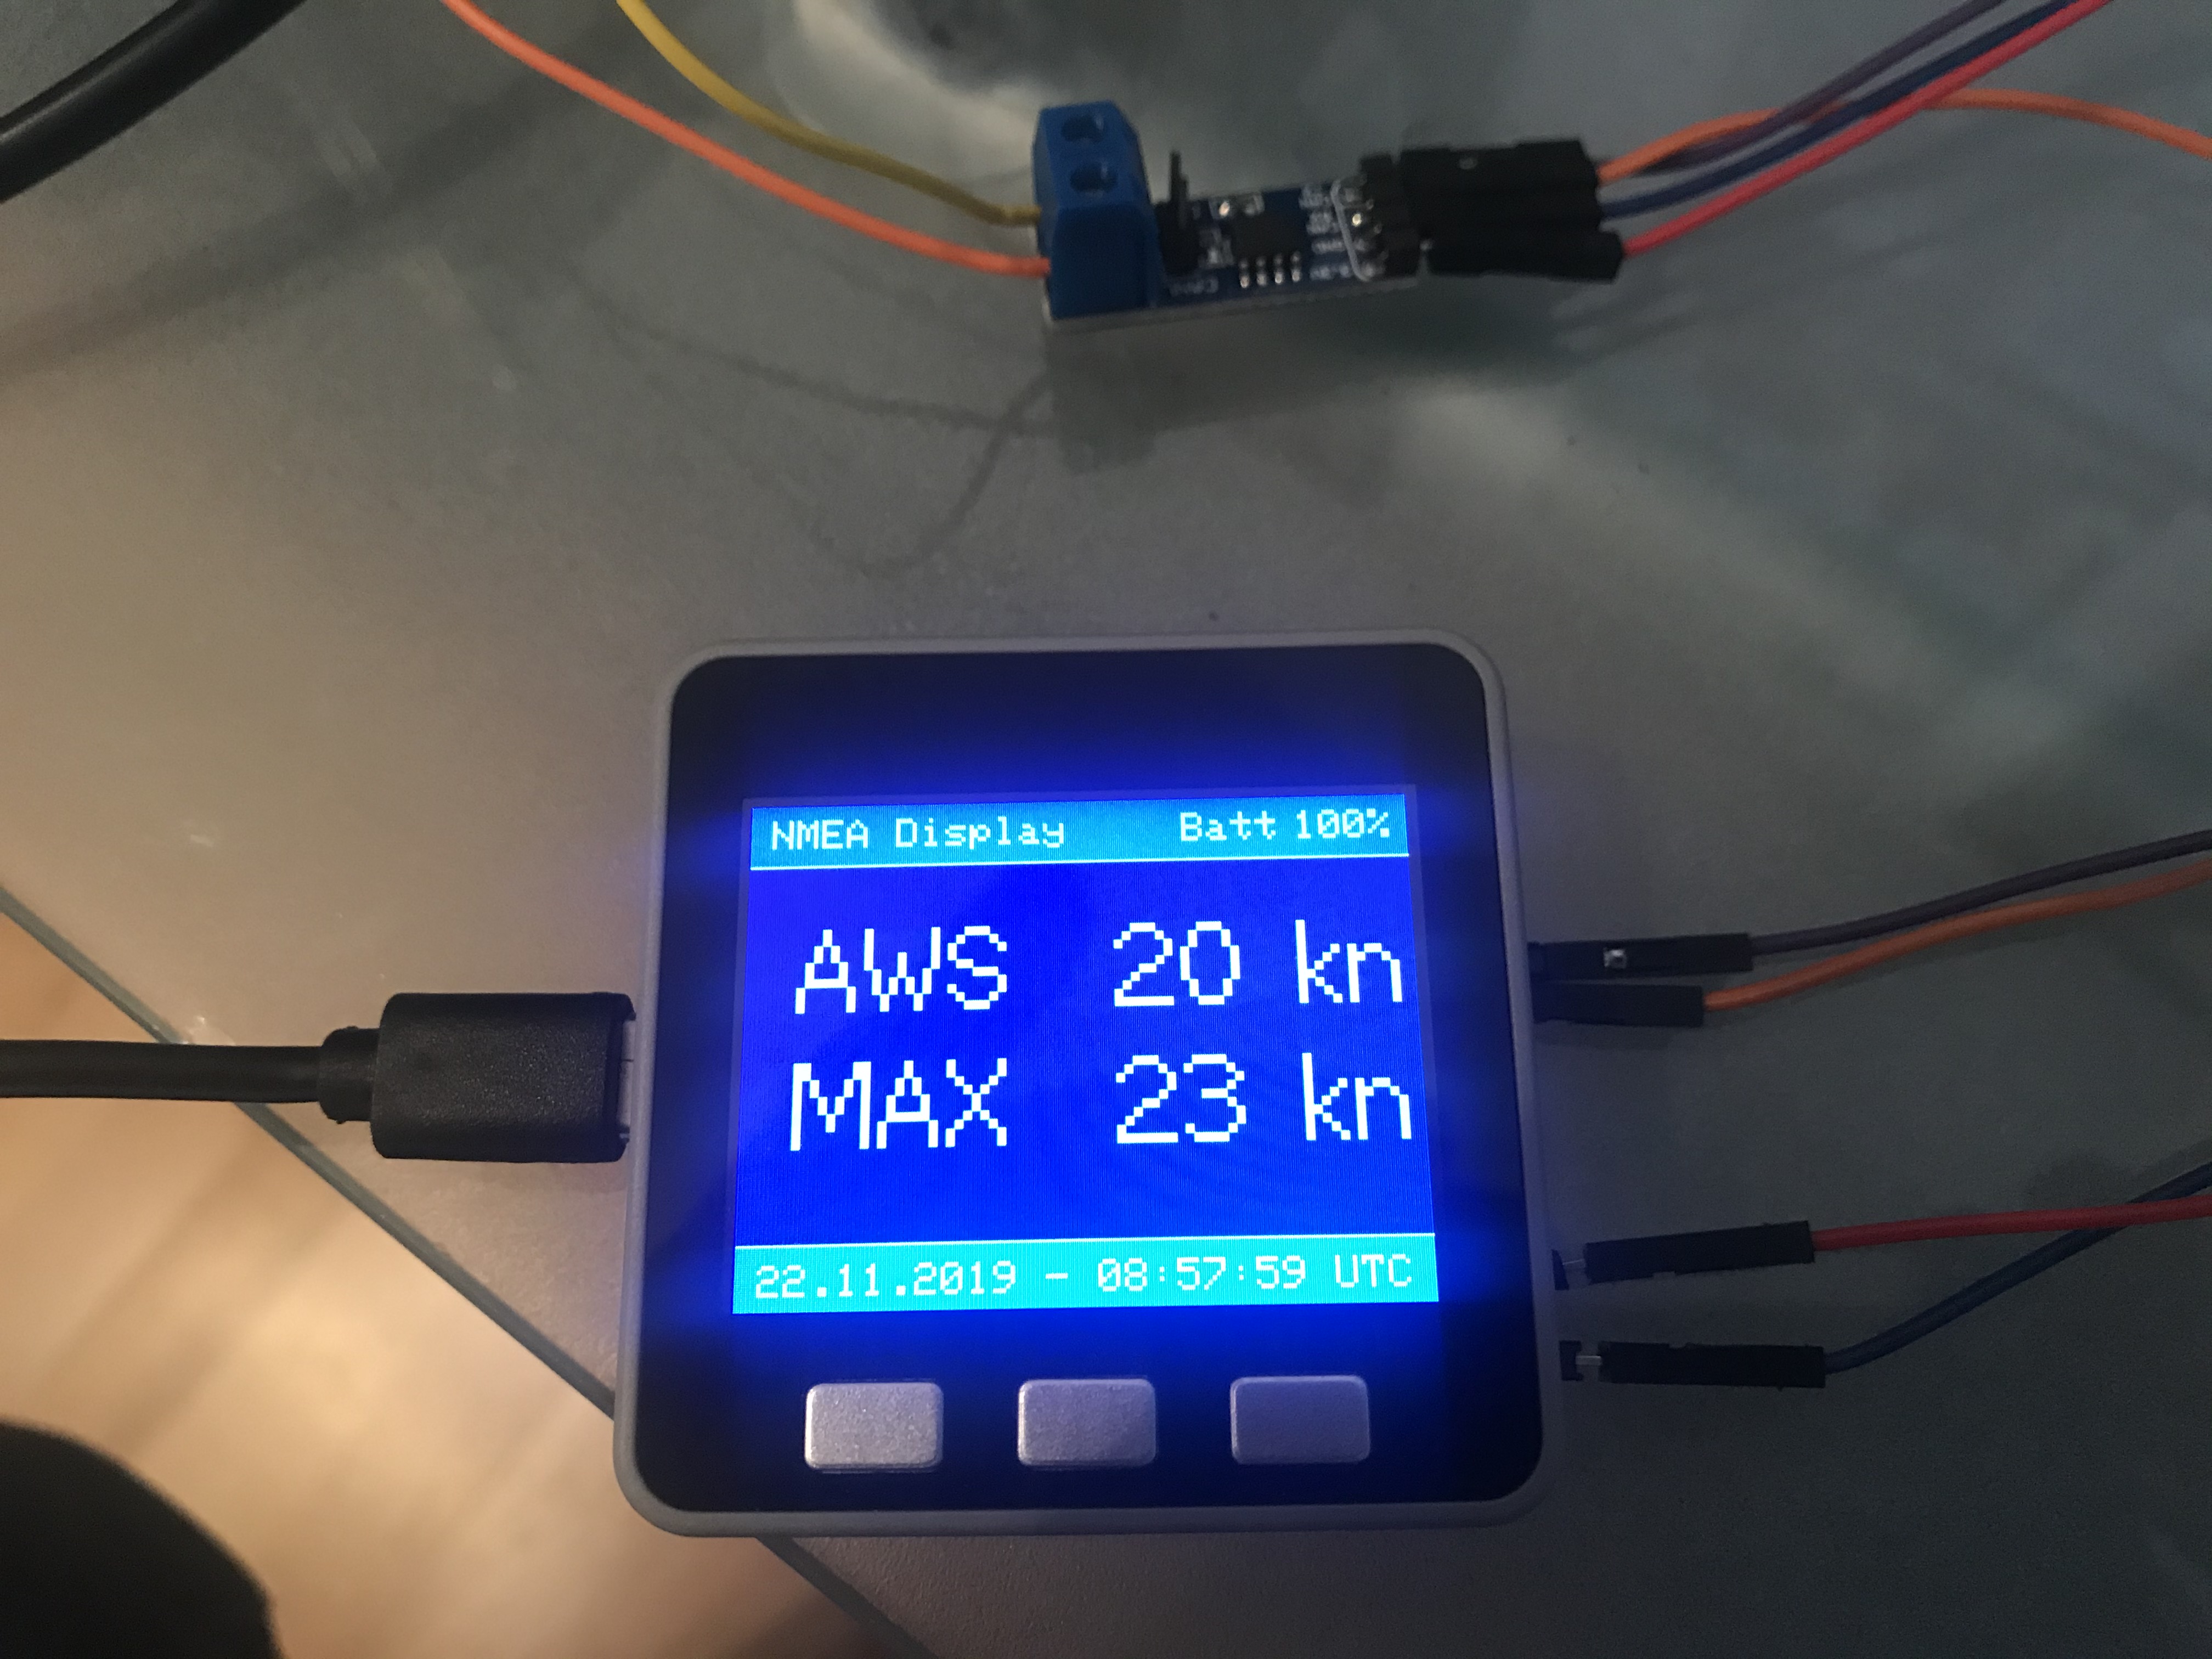 NMEA Display Batt 100%
AWS 20 kn
MAX 23 kn
22.11.2019 - 08:57:59 UTC